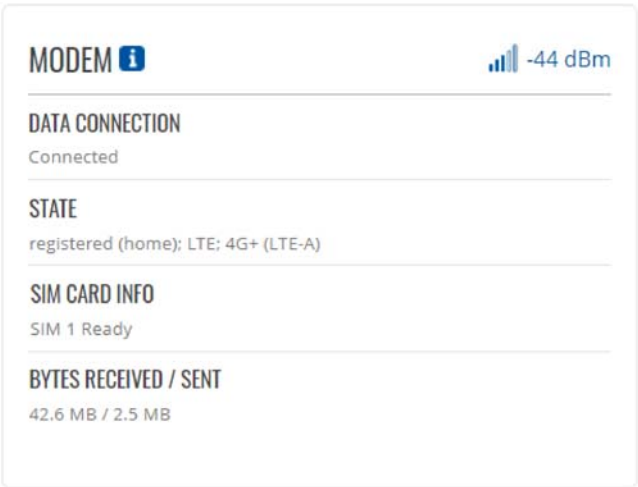 MODEM i -44 dBm
DATA CONNECTION
Connected
STATE
registered (home); LTE; 4G+ (LTE-A)
SIM CARD INFO
SIM 1 Ready
BYTES RECEIVED / SENT
42.6 MB / 2.5 MB